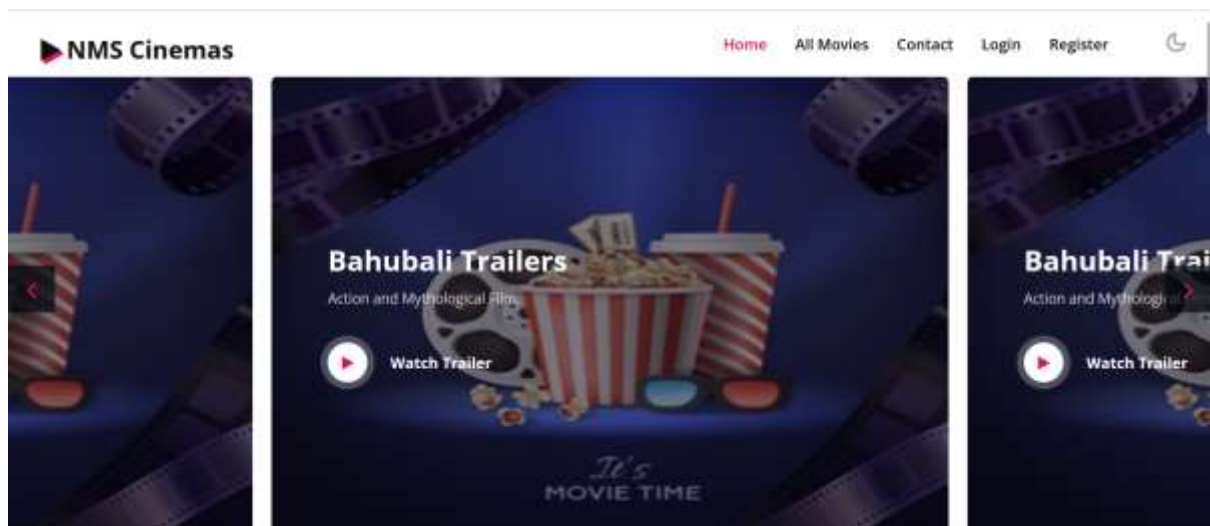 NMS Cinemas
Home All Movies Contact Login Register
Bahubali Trailers
Action and Mythological Film
Watch Trailer
It's
MOVIE TIME
Bahubali Trai
Action and Mythologi
Watch Trailer